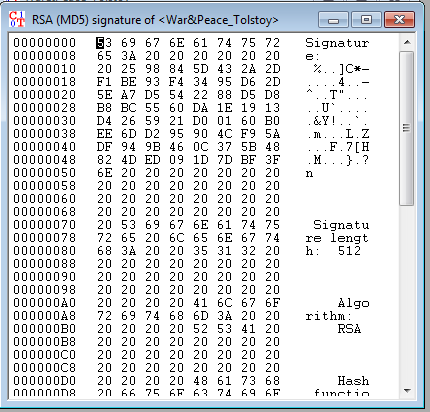 RSA (MD5) signature of <War&Peace_Tolstoy>
00000000 53 69 67 6E 61 74 75 72 Signatur
00000008 65 3A 20 20 20 20 20 20 e:
00000010 20 25 98 84 5D 43 2A 2D %..]C*-
00000018 F1 BE 93 F4 34 95 D6 2D ....4..-
00000020 5E A7 D5 54 22 88 D5 D8 ^..T"...
00000028 B8 BC 55 60 DA 1E 19 13 ..U`....
00000030 D4 26 59 21 D0 01 60 B0 .&Y!..`.
00000038 EE 6D D2 95 90 4C F9 5A .m...L.Z
00000040 DF 94 9B 46 0C 37 5B 48 ...F.7[H
00000048 82 4D ED 09 1D 7D BF 3F .M...}.?
00000050 6E 20 20 20 20 20 20 20 n
00000058 20 20 20 20 20 20 20 20
00000060 20 20 20 20 20 20 20 20
00000068 20 20 20 20 20 20 20 20
00000070 20 53 69 67 6E 61 74 75 Signatu
00000078 72 65 20 6C 65 6E 67 74 re lengt
00000080 68 3A 20 20 35 31 32 20 h: 512
00000088 20 20 20 20 20 20 20 20
00000090 20 20 20 20 20 20 20 20
00000098 20 20 20 20 20 20 20 20
000000A0 20 20 20 20 41 6C 67 6F Algo
000000A8 72 69 74 68 6D 3A 20 20 rithm:
000000B0 20 20 20 20 52 53 41 20 RSA
000000B8 20 20 20 20 20 20 20 20
000000C0 20 20 20 20 20 20 20 20
000000C8 20 20 20 20 20 20 20 20
000000D0 20 20 20 20 48 61 73 68 Hash
000000D8 20 66 75 6E 63 74 69 6F functio